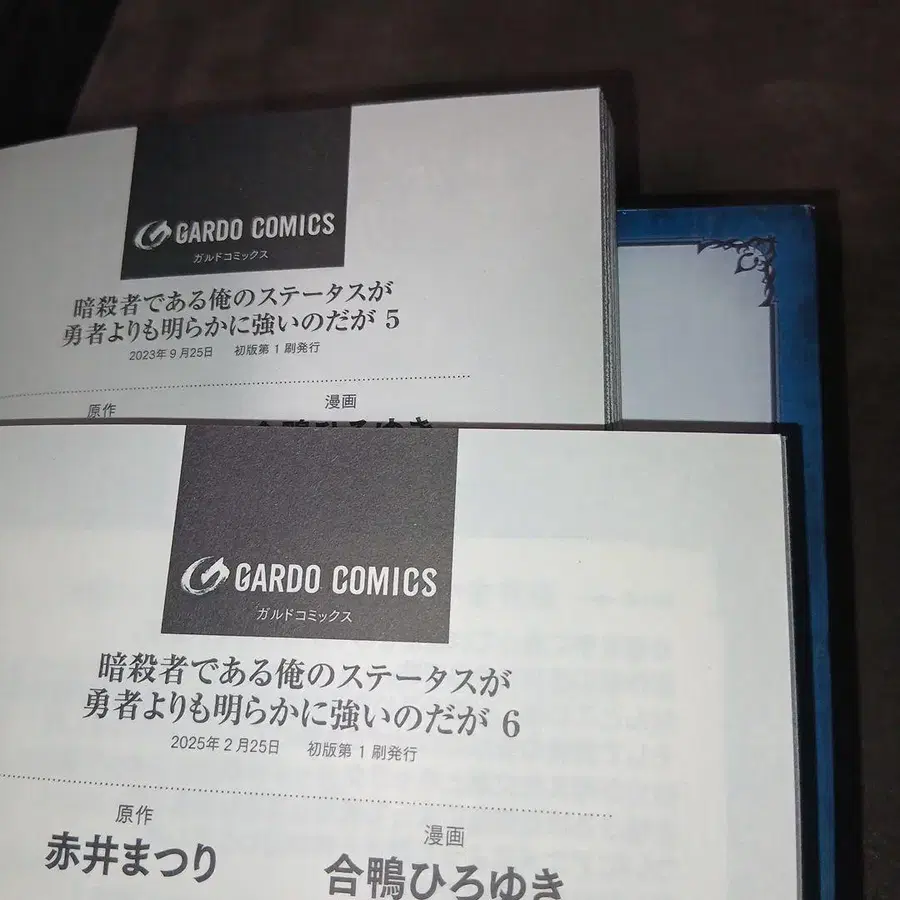 GARDO COMICS
ガルドコミックス
暗殺者である俺のステータスが
勇者よりも明らかに強いのだが 5
2023年9月25日 初版第1刷発行
原作 漫画
合鴨ひろゆき
GARDO COMICS
ガルドコミックス
暗殺者である俺のステータスが
勇者よりも明らかに強いのだが 6
2025年2月25日 初版第1刷発行
原作 漫画
赤井まつり 合鴨ひろゆき